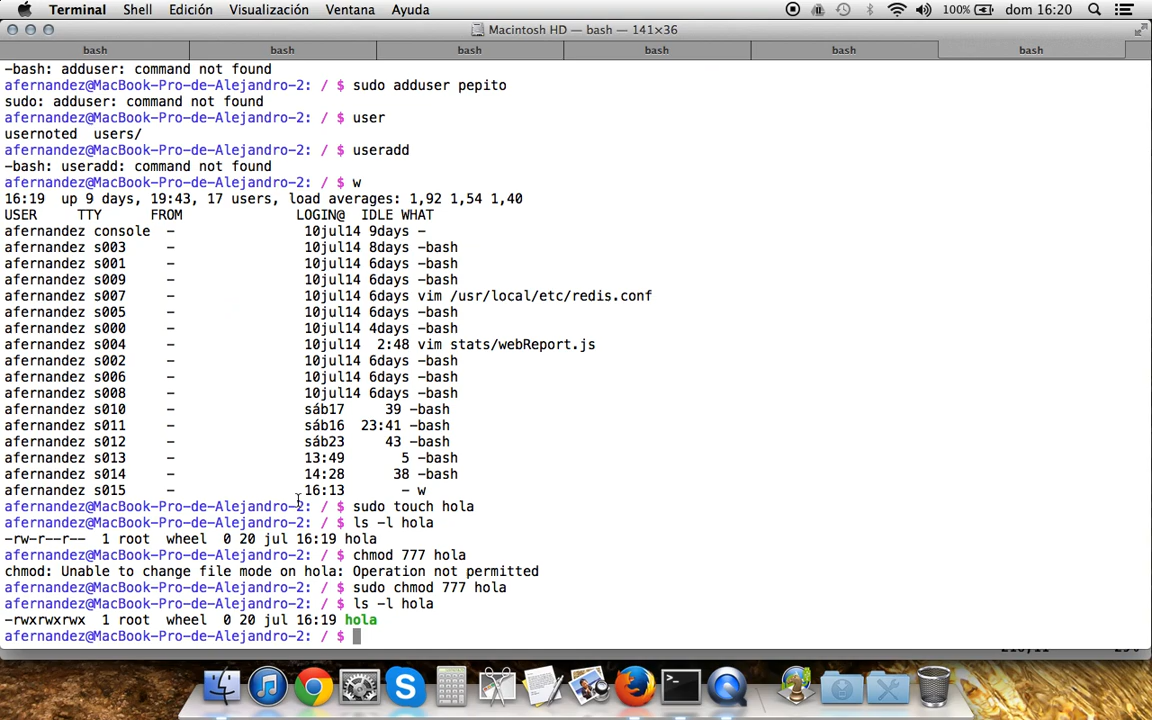 Terminal Shell Edición Visualización Ventana Ayuda 100% dom 16:20
Macintosh HD — bash — 141×36
bash bash bash bash bash bash
-bash: adduser: command not found
afernandez@MacBook-Pro-de-Alejandro-2: / $ sudo adduser pepito
sudo: adduser: command not found
afernandez@MacBook-Pro-de-Alejandro-2: / $ user
usernoted users/
afernandez@MacBook-Pro-de-Alejandro-2: / $ useradd
-bash: useradd: command not found
afernandez@MacBook-Pro-de-Alejandro-2: / $ w
16:19 up 9 days, 19:43, 17 users, load averages: 1,92 1,54 1,40
USER TTY FROM LOGIN@ IDLE WHAT
afernandez console - 10jul14 9days -
afernandez s003 - 10jul14 8days -bash
afernandez s001 - 10jul14 6days -bash
afernandez s009 - 10jul14 6days -bash
afernandez s007 - 10jul14 6days vim /usr/local/etc/redis.conf
afernandez s005 - 10jul14 6days -bash
afernandez s000 - 10jul14 4days -bash
afernandez s004 - 10jul14 2:48 vim stats/webReport.js
afernandez s002 - 10jul14 6days -bash
afernandez s006 - 10jul14 6days -bash
afernandez s008 - 10jul14 6days -bash
afernandez s010 - sáb17 39 -bash
afernandez s011 - sáb16 23:41 -bash
afernandez s012 - sáb23 43 -bash
afernandez s013 - 13:49 5 -bash
afernandez s014 - 14:28 38 -bash
afernandez s015 - 16:13 - w
afernandez@MacBook-Pro-de-Alejandro-2: / $ sudo touch hola
afernandez@MacBook-Pro-de-Alejandro-2: / $ ls -l hola
-rw-r--r-- 1 root wheel 0 20 jul 16:19 hola
afernandez@MacBook-Pro-de-Alejandro-2: / $ chmod 777 hola
chmod: Unable to change file mode on hola: Operation not permitted
afernandez@MacBook-Pro-de-Alejandro-2: / $ sudo chmod 777 hola
afernandez@MacBook-Pro-de-Alejandro-2: / $ ls -l hola
-rwxrwxrwx 1 root wheel 0 20 jul 16:19 hola
afernandez@MacBook-Pro-de-Alejandro-2: / $